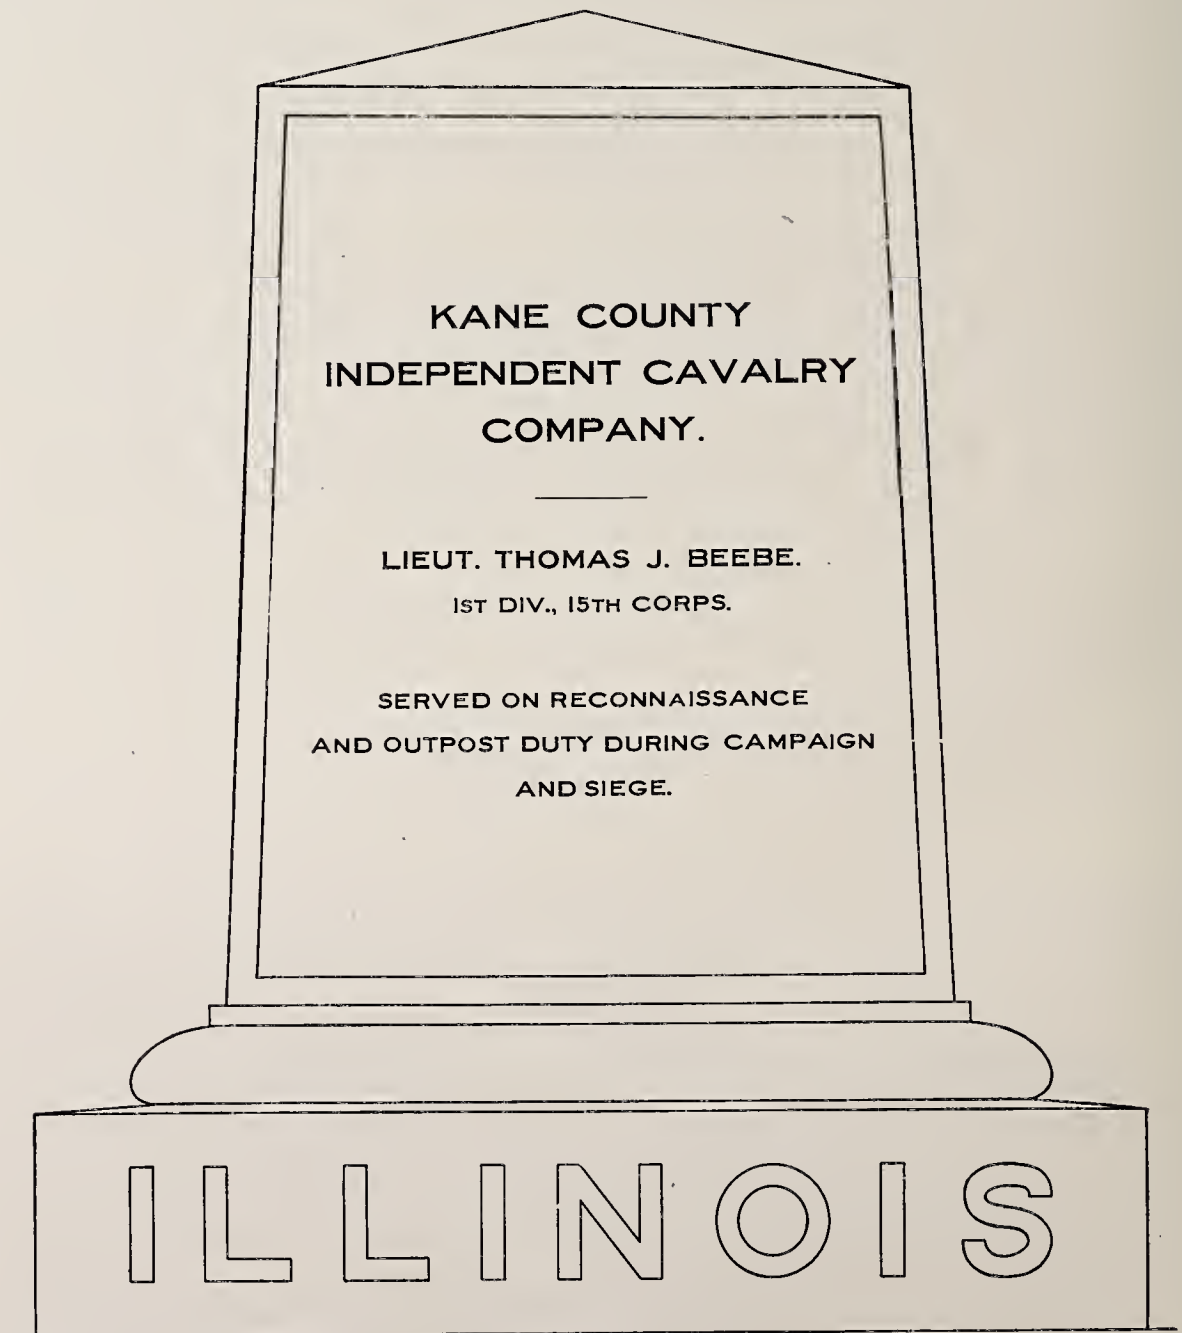 KANE COUNTY
INDEPENDENT CAVALRY
COMPANY.
LIEUT. THOMAS J. BEEBE.
1ST DIV., 15TH CORPS.
SERVED ON RECONNAISSANCE
AND OUTPOST DUTY DURING CAMPAIGN
AND SIEGE.
ILLINOIS